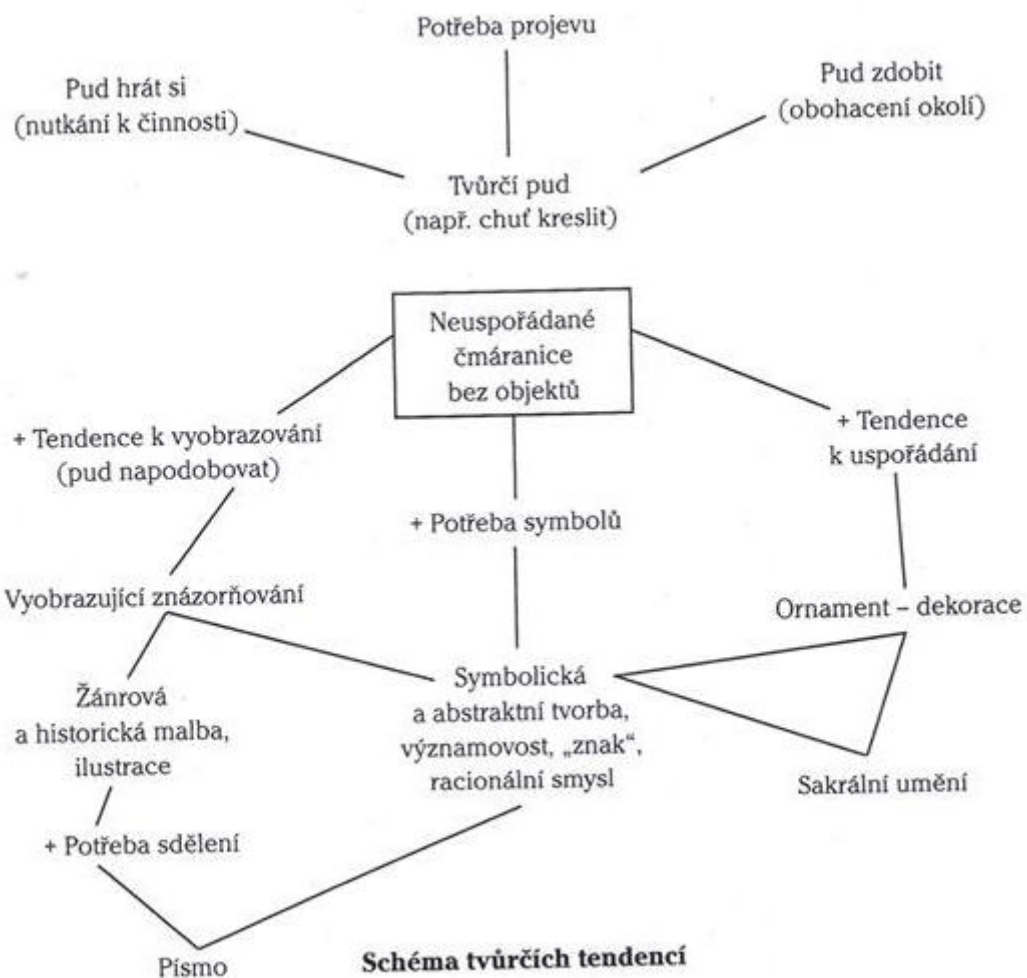 Potřeba projevu
Pud hrát si
(nutkání k činnosti)
Pud zdobit
(obohacení okolí)
Tvůrčí pud
(např. chuť kreslit)
Neuspořádané
čmáranice
bez objektů
+ Tendence k vyobrazování
(pud napodobovat)
+ Tendence
k uspořádání
+ Potřeba symbolů
Vyobrazující znázorňování
Ornament – dekorace
Žánrová
a historická malba,
ilustrace
Symbolická
a abstraktní tvorba,
významovost, „znak“,
racionální smysl
Sakrální umění
+ Potřeba sdělení
Písmo
Schéma tvůrčích tendencí